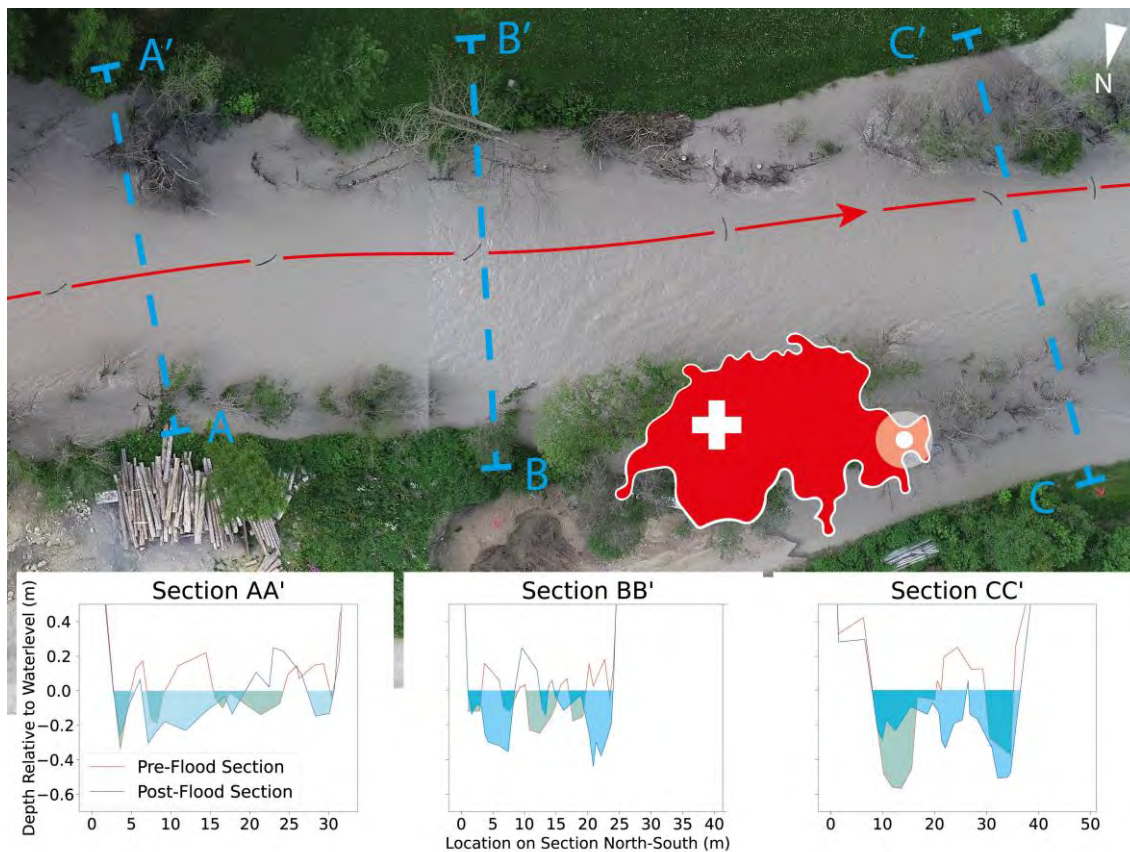 A' B' C'
N
A B C
Section AA' Section BB' Section CC'
Depth Relative to Waterlevel (m)
0.4
0.2
0.0
−0.2
−0.4
−0.6
Pre-Flood Section
Post-Flood Section
0 5 10 15 20 25 30 0 5 10 15 20 25 30 35 40 0 10 20 30 40 50
Location on Section North-South (m)